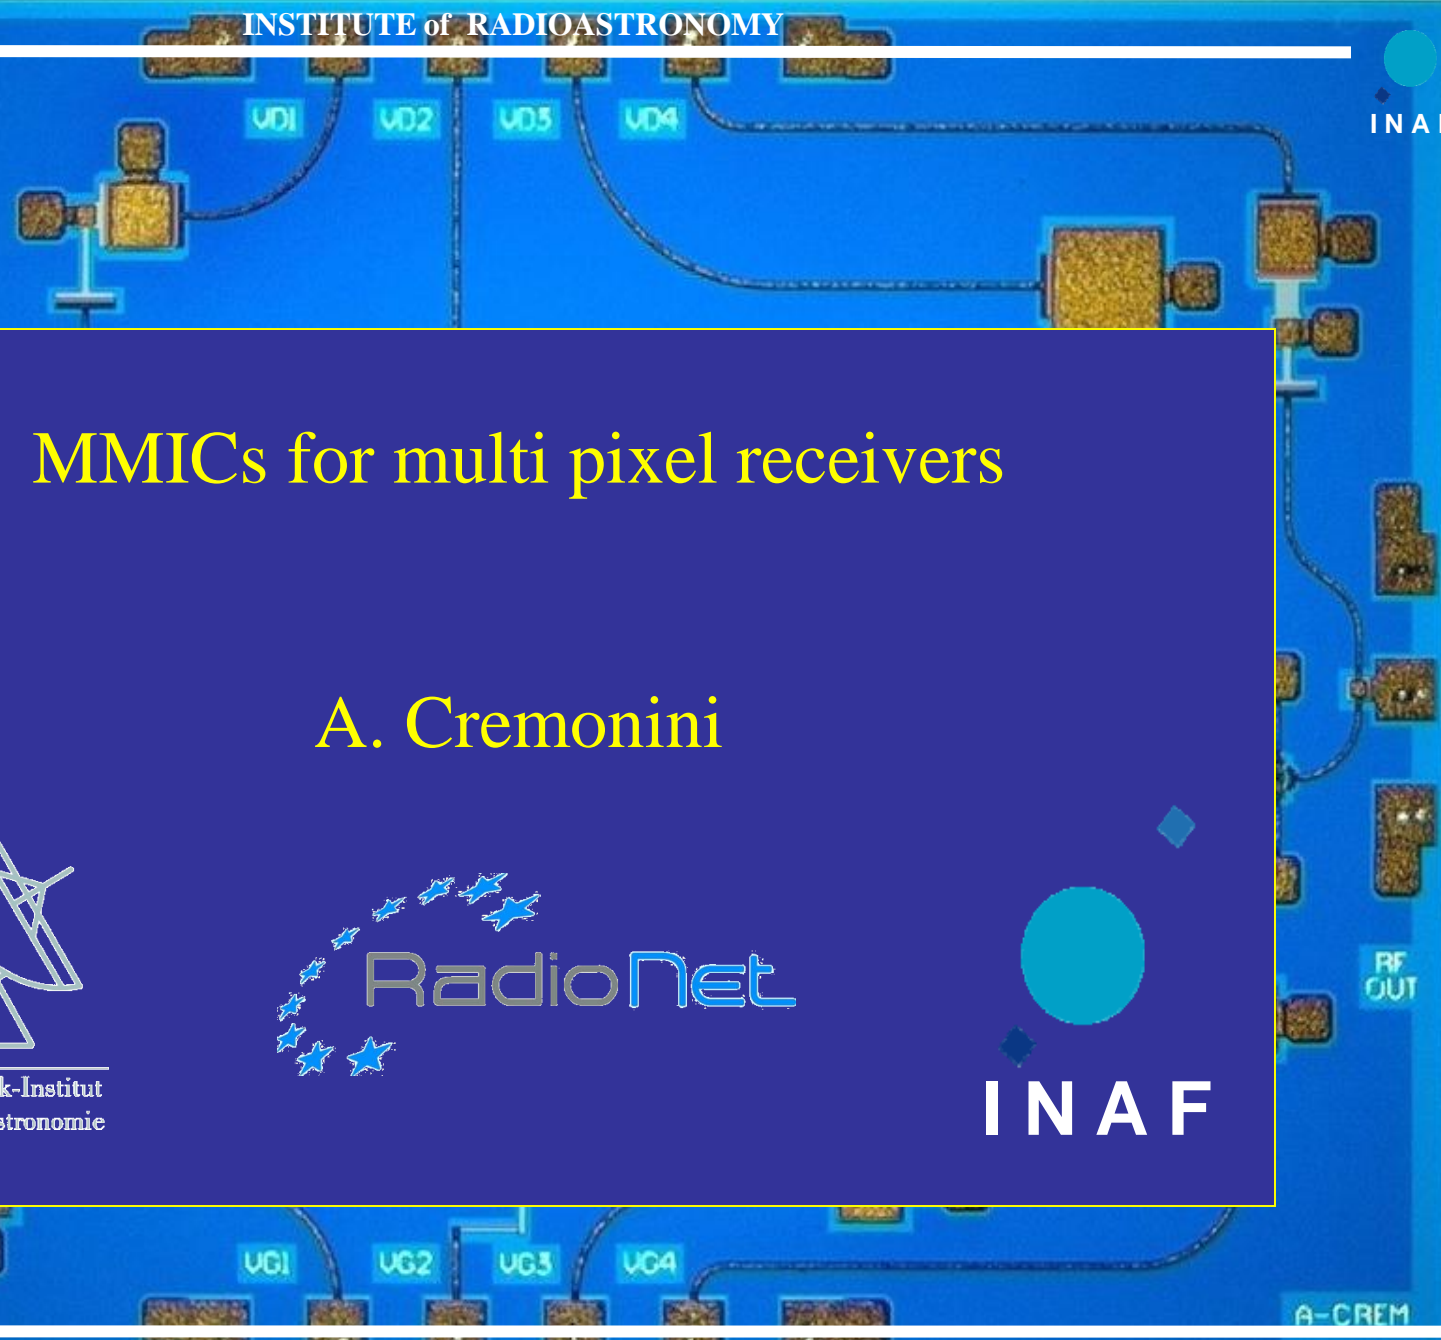 INSTITUTE of RADIOASTRONOMY
VD1 VD2 VD3 VD4
INAF
MMICs for multi pixel receivers
A. Cremonini
RF
OUT
RadioNet
INAF
k-Institut
stronomie
VG1 VG2 VG3 VG4
A-CREM